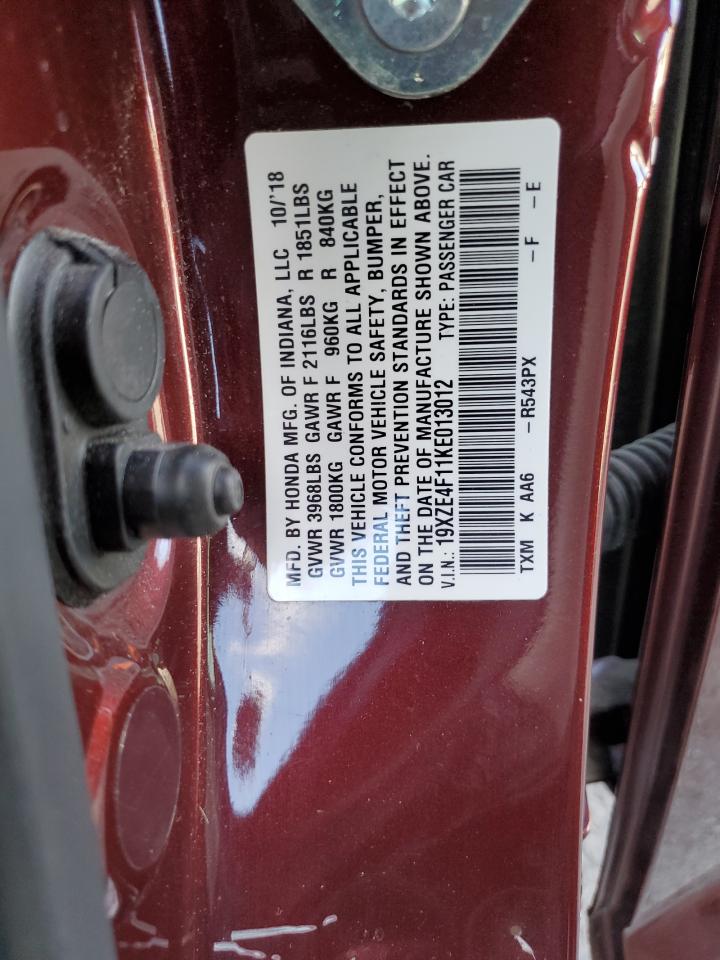 MFD. BY HONDA MFG. OF INDIANA, LLC 10/'18
GVWR 3968LBS GAWR F 2116LBS R 1851LBS
GVWR 1800KG GAWR F 960KG R 840KG
THIS VEHICLE CONFORMS TO ALL APPLICABLE
FEDERAL MOTOR VEHICLE SAFETY, BUMPER,
AND THEFT PREVENTION STANDARDS IN EFFECT
ON THE DATE OF MANUFACTURE SHOWN ABOVE.
V.I.N.: 19XZE4F11KE013012 TYPE: PASSENGER CAR
TXM K AA6 - R543PX - F - E